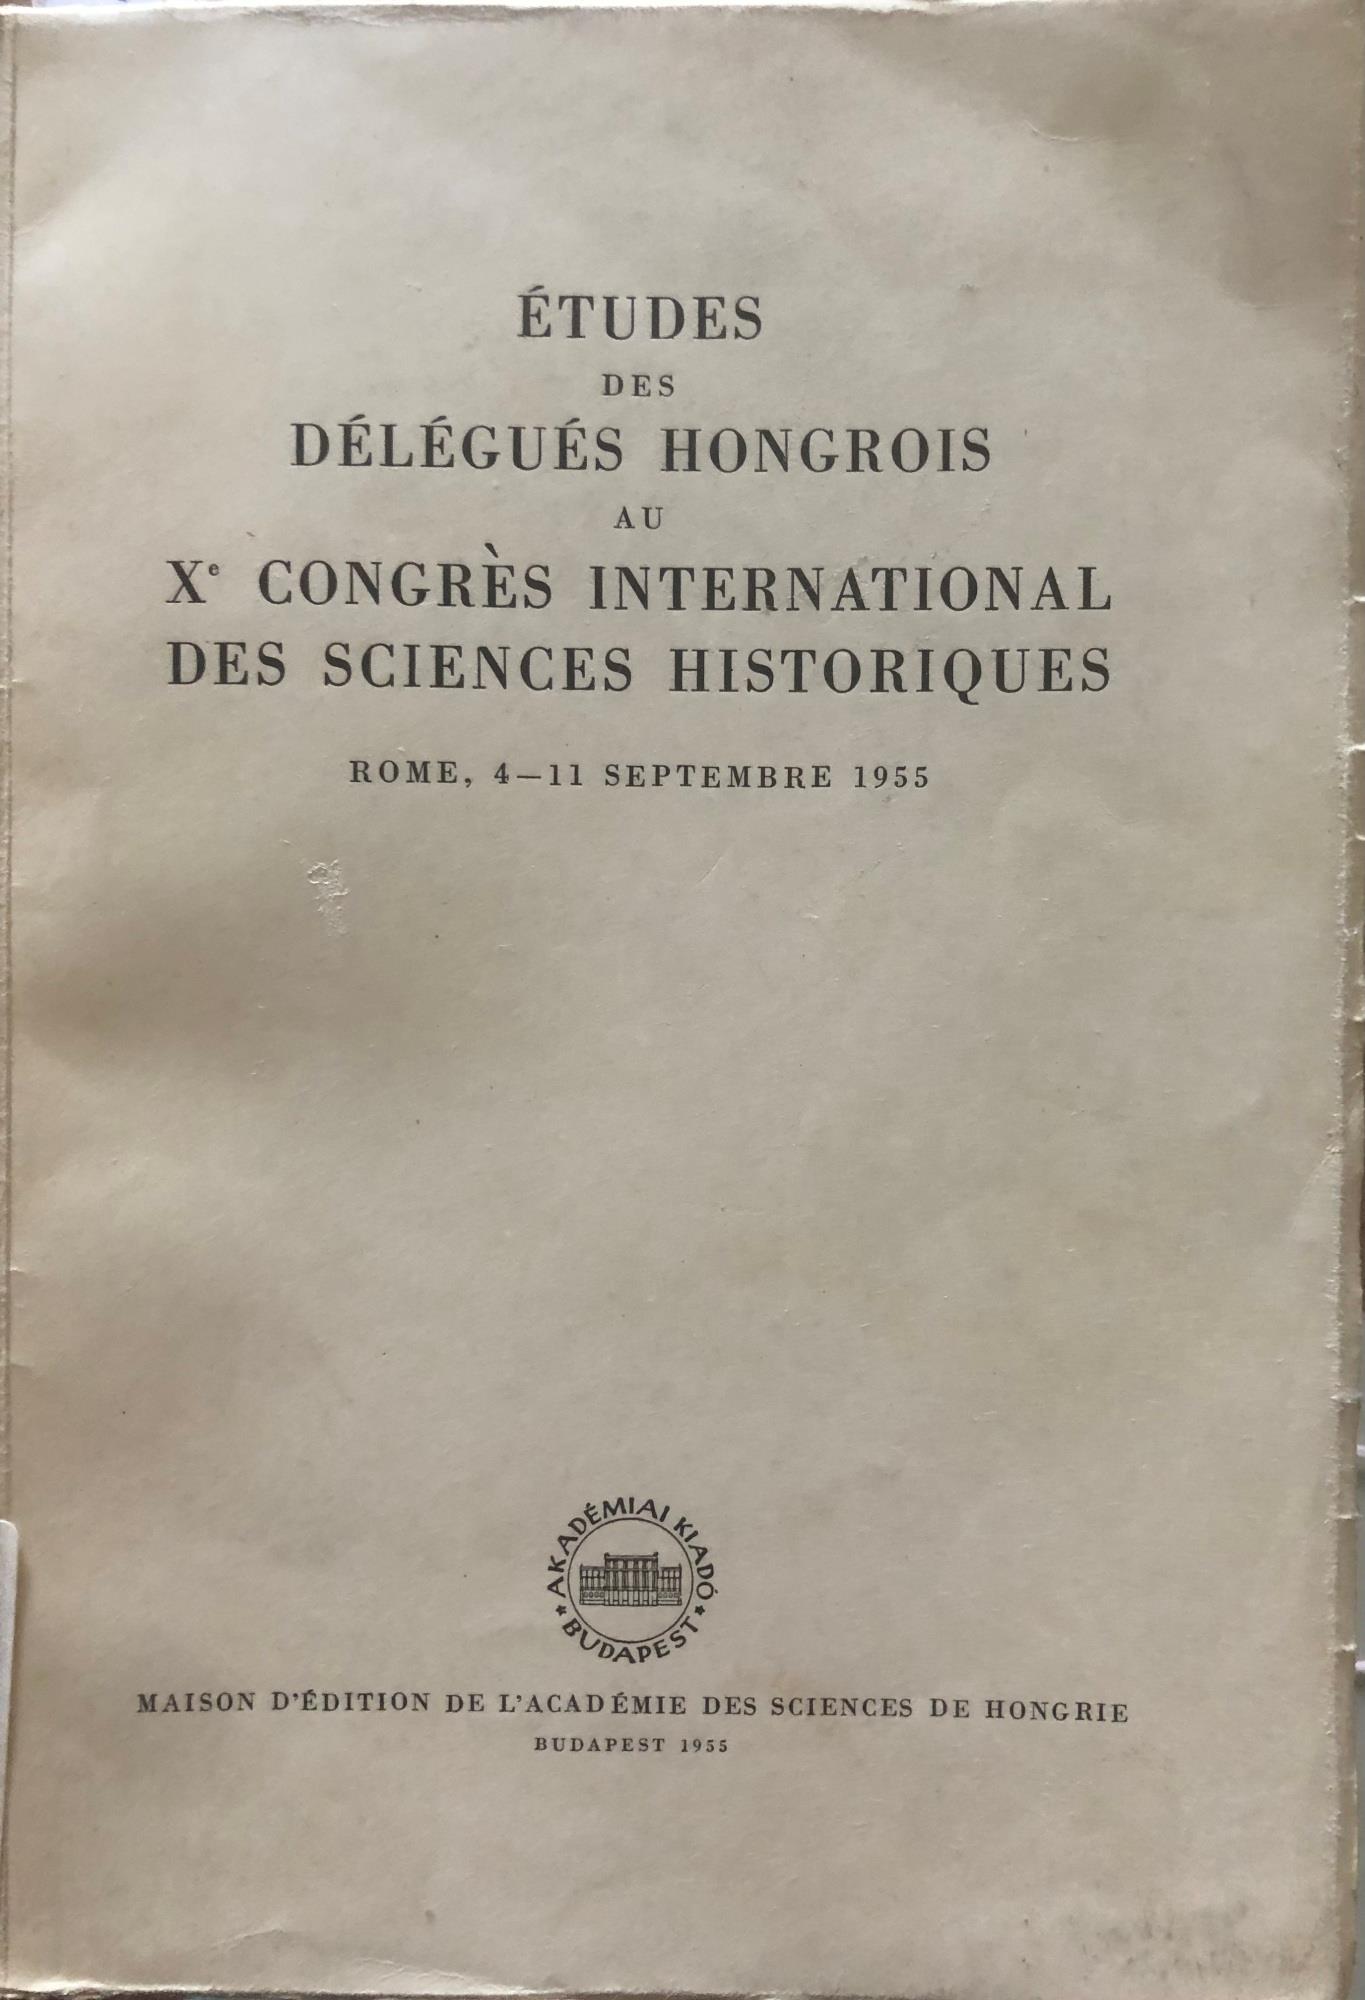 ÉTUDES
DES
DÉLÉGUÉS HONGROIS
AU
Xe CONGRÈS INTERNATIONAL
DES SCIENCES HISTORIQUES
ROME, 4—11 SEPTEMBRE 1955
AKADÉMIAI KIADÓ
* BUDAPEST *
MAISON D'ÉDITION DE L'ACADÉMIE DES SCIENCES DE HONGRIE
BUDAPEST 1955